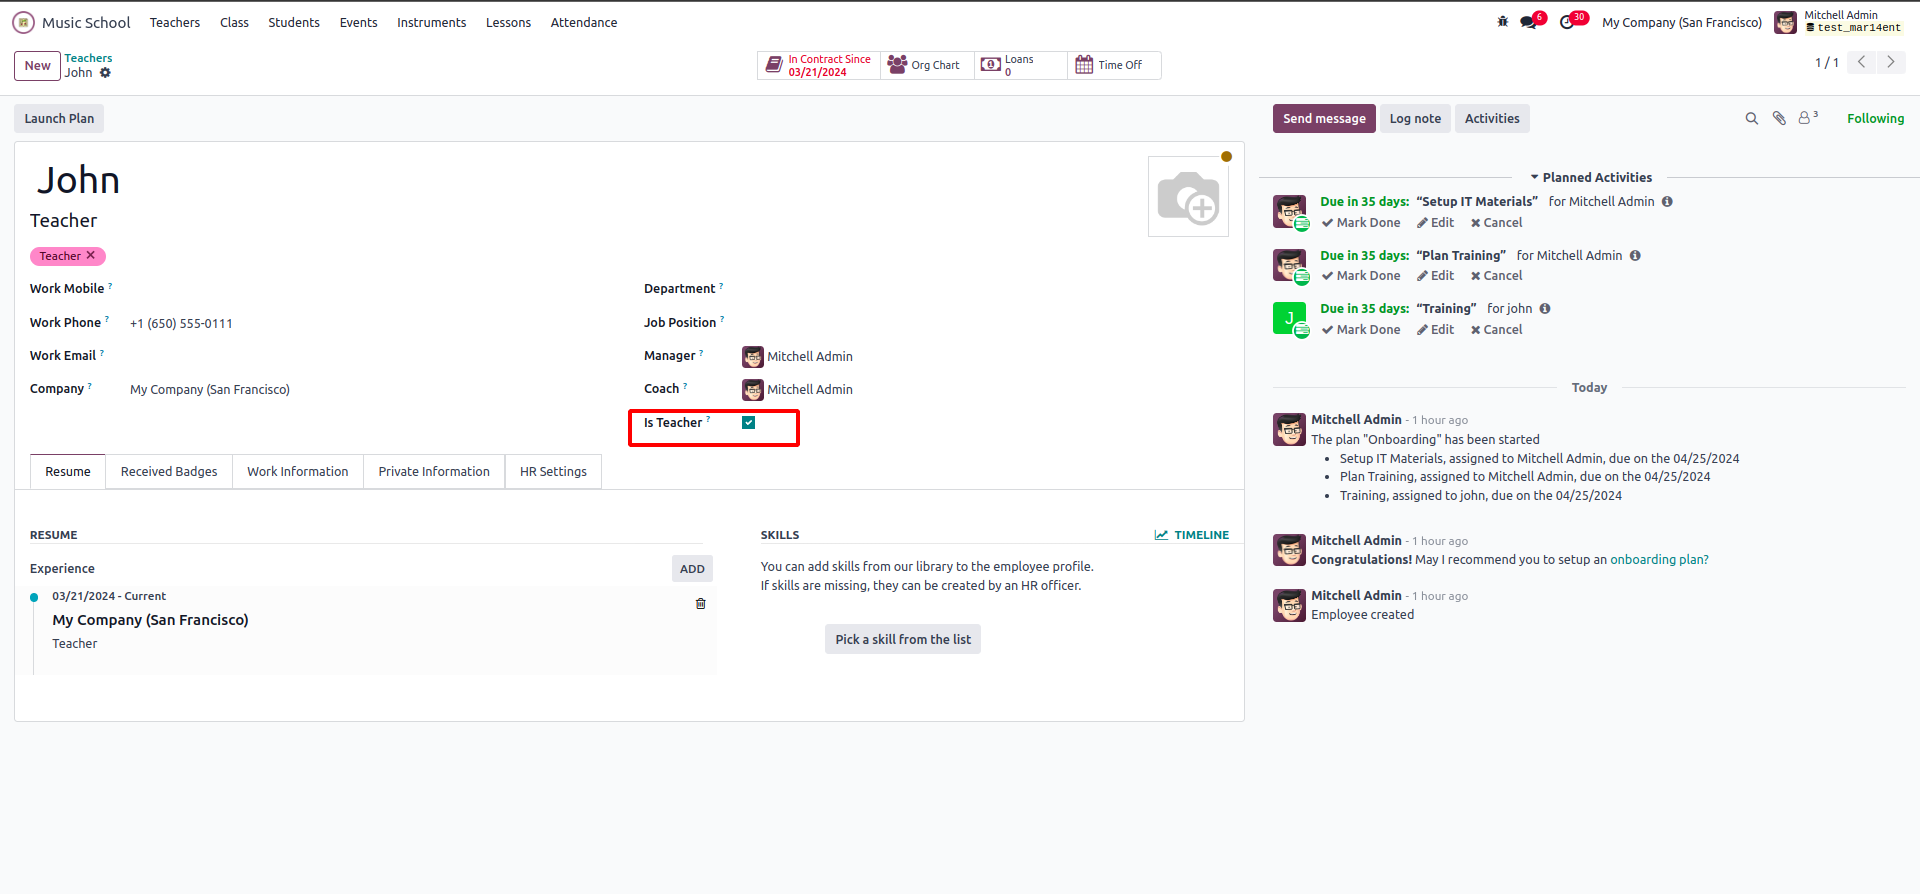 Music School Teachers Class Students Events Instruments Lessons Attendance 6 30 My Company (San Francisco) Mitchell Admin
test_mar14ent
New Teachers
John
In Contract Since
03/21/2024
Org Chart
Loans
0
Time Off
1 / 1
Launch Plan
Send message Log note Activities 3 Following
John
Teacher
Teacher
Work Mobile ?
Work Phone ? +1 (650) 555-0111
Work Email ?
Company ? My Company (San Francisco)
Department ?
Job Position ?
Manager ? Mitchell Admin
Coach ? Mitchell Admin
Is Teacher ?
Resume Received Badges Work Information Private Information HR Settings
RESUME
Experience ADD
03/21/2024 - Current
My Company (San Francisco)
Teacher
SKILLS TIMELINE
You can add skills from our library to the employee profile.
If skills are missing, they can be created by an HR officer.
Pick a skill from the list
Planned Activities
Due in 35 days: “Setup IT Materials” for Mitchell Admin
Mark Done Edit Cancel
Due in 35 days: “Plan Training” for Mitchell Admin
Mark Done Edit Cancel
J
Due in 35 days: “Training” for john
Mark Done Edit Cancel
Today
Mitchell Admin - 1 hour ago
The plan "Onboarding" has been started
• Setup IT Materials, assigned to Mitchell Admin, due on the 04/25/2024
• Plan Training, assigned to Mitchell Admin, due on the 04/25/2024
• Training, assigned to john, due on the 04/25/2024
Mitchell Admin - 1 hour ago
Congratulations! May I recommend you to setup an onboarding plan?
Mitchell Admin - 1 hour ago
Employee created